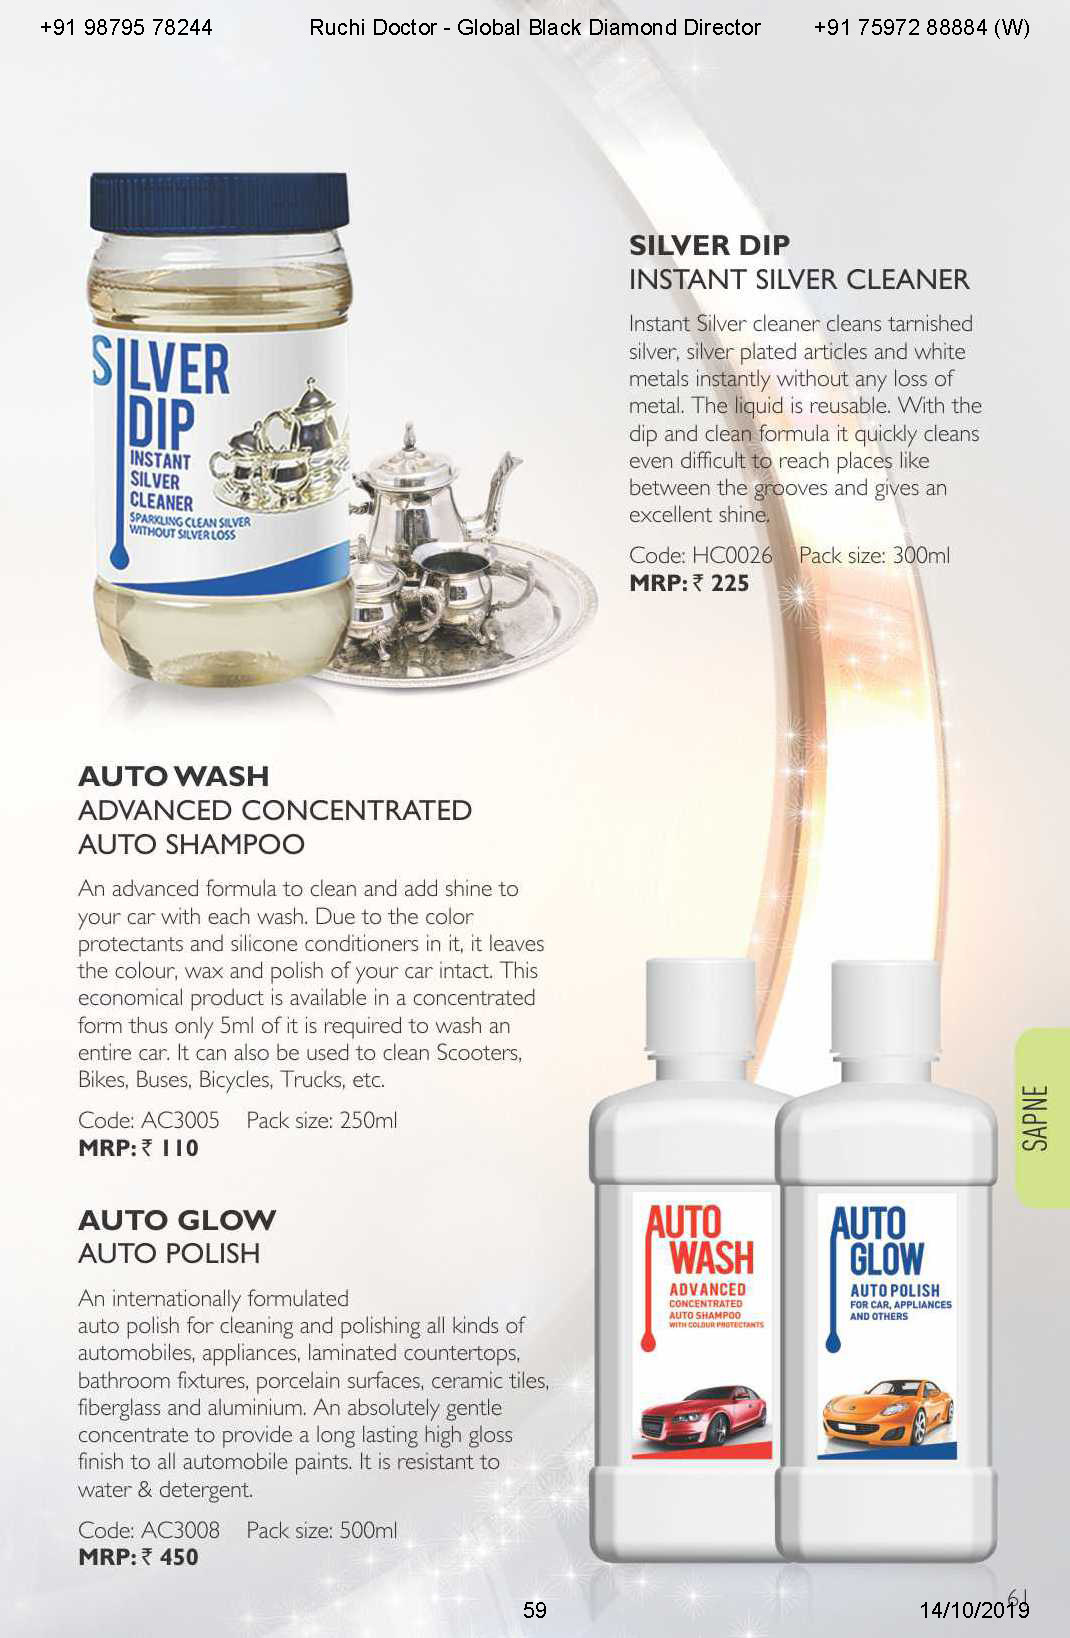 +91 98795 78244 Ruchi Doctor - Global Black Diamond Director +91 75972 88884 (W)
SILVER DIP
INSTANT SILVER CLEANER
Instant Silver cleaner cleans tarnished
silver, silver plated articles and white
metals instantly without any loss of
metal. The liquid is reusable. With the
dip and clean formula it quickly cleans
even difficult to reach places like
between the grooves and gives an
excellent shine.
Code: HC0026 Pack size: 300ml
MRP: ₹ 225
SILVER
DIP
INSTANT
SILVER
CLEANER
SPARKLING CLEAN SILVER
WITHOUT SILVER LOSS
AUTO WASH
ADVANCED CONCENTRATED
AUTO SHAMPOO
An advanced formula to clean and add shine to
your car with each wash. Due to the color
protectants and silicone conditioners in it, it leaves
the colour, wax and polish of your car intact. This
economical product is available in a concentrated
form thus only 5ml of it is required to wash an
entire car. It can also be used to clean Scooters,
Bikes, Buses, Bicycles, Trucks, etc.
Code: AC3005 Pack size: 250ml
MRP: ₹ 110
AUTO GLOW
AUTO POLISH
An internationally formulated
auto polish for cleaning and polishing all kinds of
automobiles, appliances, laminated countertops,
bathroom fixtures, porcelain surfaces, ceramic tiles,
fiberglass and aluminium. An absolutely gentle
concentrate to provide a long lasting high gloss
finish to all automobile paints. It is resistant to
water & detergent.
Code: AC3008 Pack size: 500ml
MRP: ₹ 450
AUTO
WASH
ADVANCED
CONCENTRATED
AUTO SHAMPOO
WITH COLOUR PROTECTANTS
AUTO
GLOW
AUTO POLISH
FOR CAR, APPLIANCES
AND OTHERS
SAPNE
61
59 14/10/2019